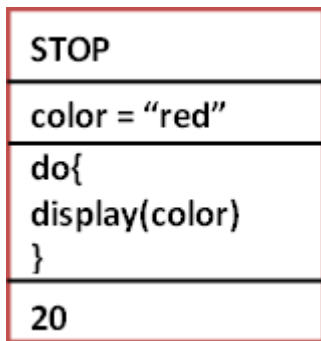 STOP
color = “red”
do{
display(color)
}
20